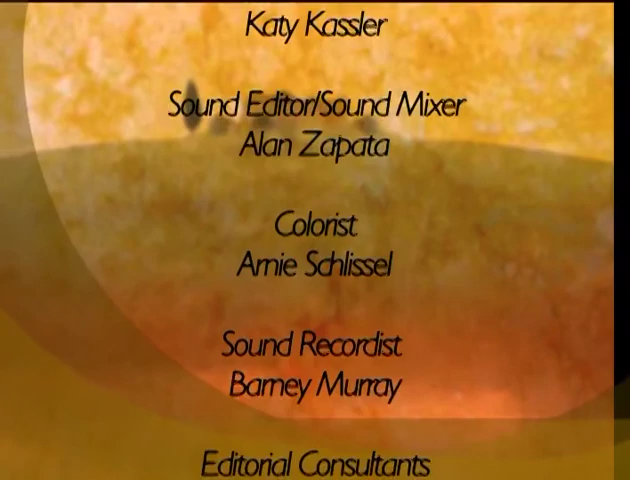 Katy Kassler
Sound Editor/Sound Mixer
Alan Zapata
Colorist
Arnie Schlissel
Sound Recordist
Barney Murray
Editorial Consultants